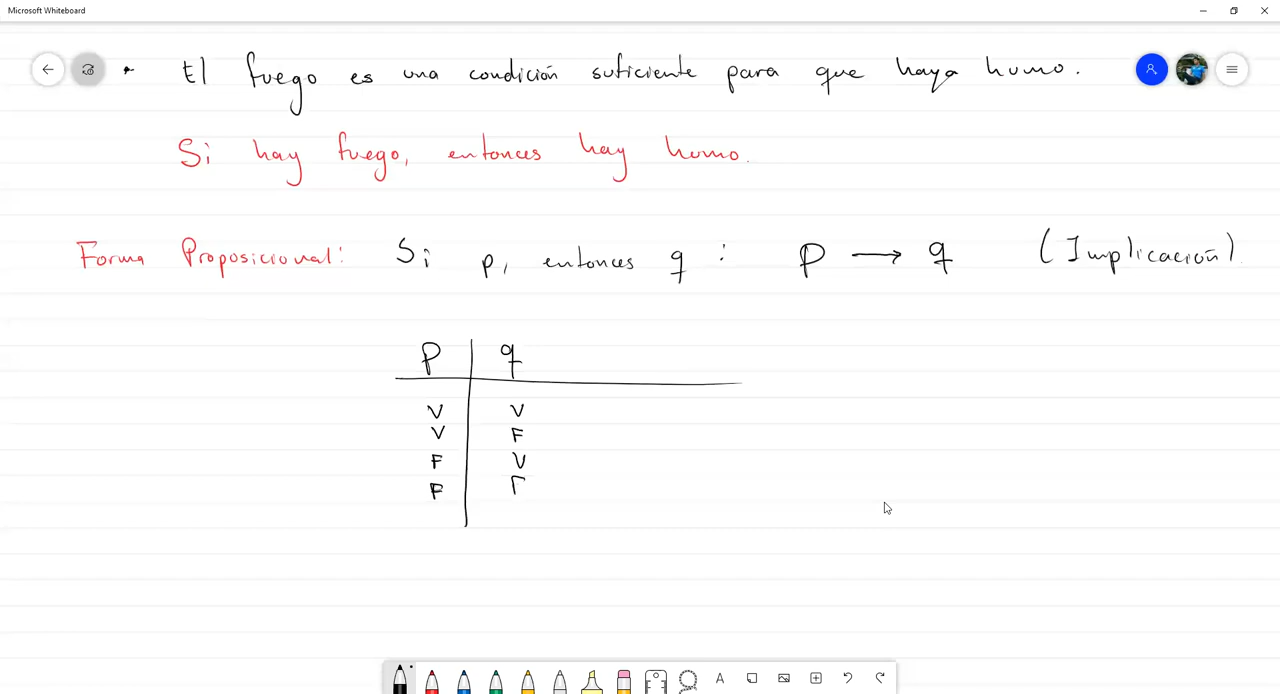 Microsoft Whiteboard
El fuego es una condición suficiente para que haya humo.
Si hay fuego, entonces hay humo.
Forma Proposicional: Si p, entonces q : p → q (Implicación).
p q
V V
V F
F V
F